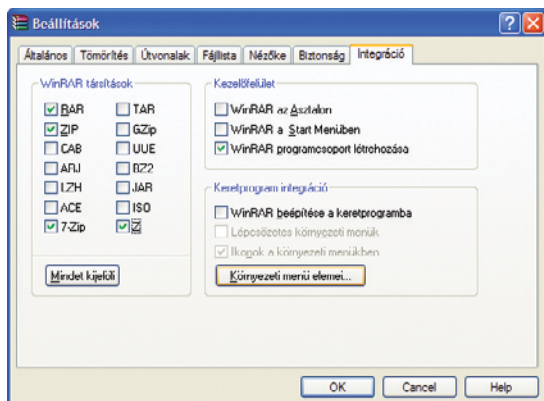 Beállítások
Általános Tömörítés Útvonalak Fájllista Nézőke Biztonság Integráció
WinRAR társítások
RAR TAR
ZIP GZip
CAB UUE
ARJ BZ2
LZH JAR
ACE ISO
7-Zip Z
Mindet kijelöli
Kezelőfelület
WinRAR az Asztalon
WinRAR a Start Menüben
WinRAR programcsoport létrehozása
Keretprogram integráció
WinRAR beépítése a keretprogramba
Lépcsőzetes környezeti menük
Ikonok a környezeti menükben
Környezeti menü elemei...
OK Cancel Help